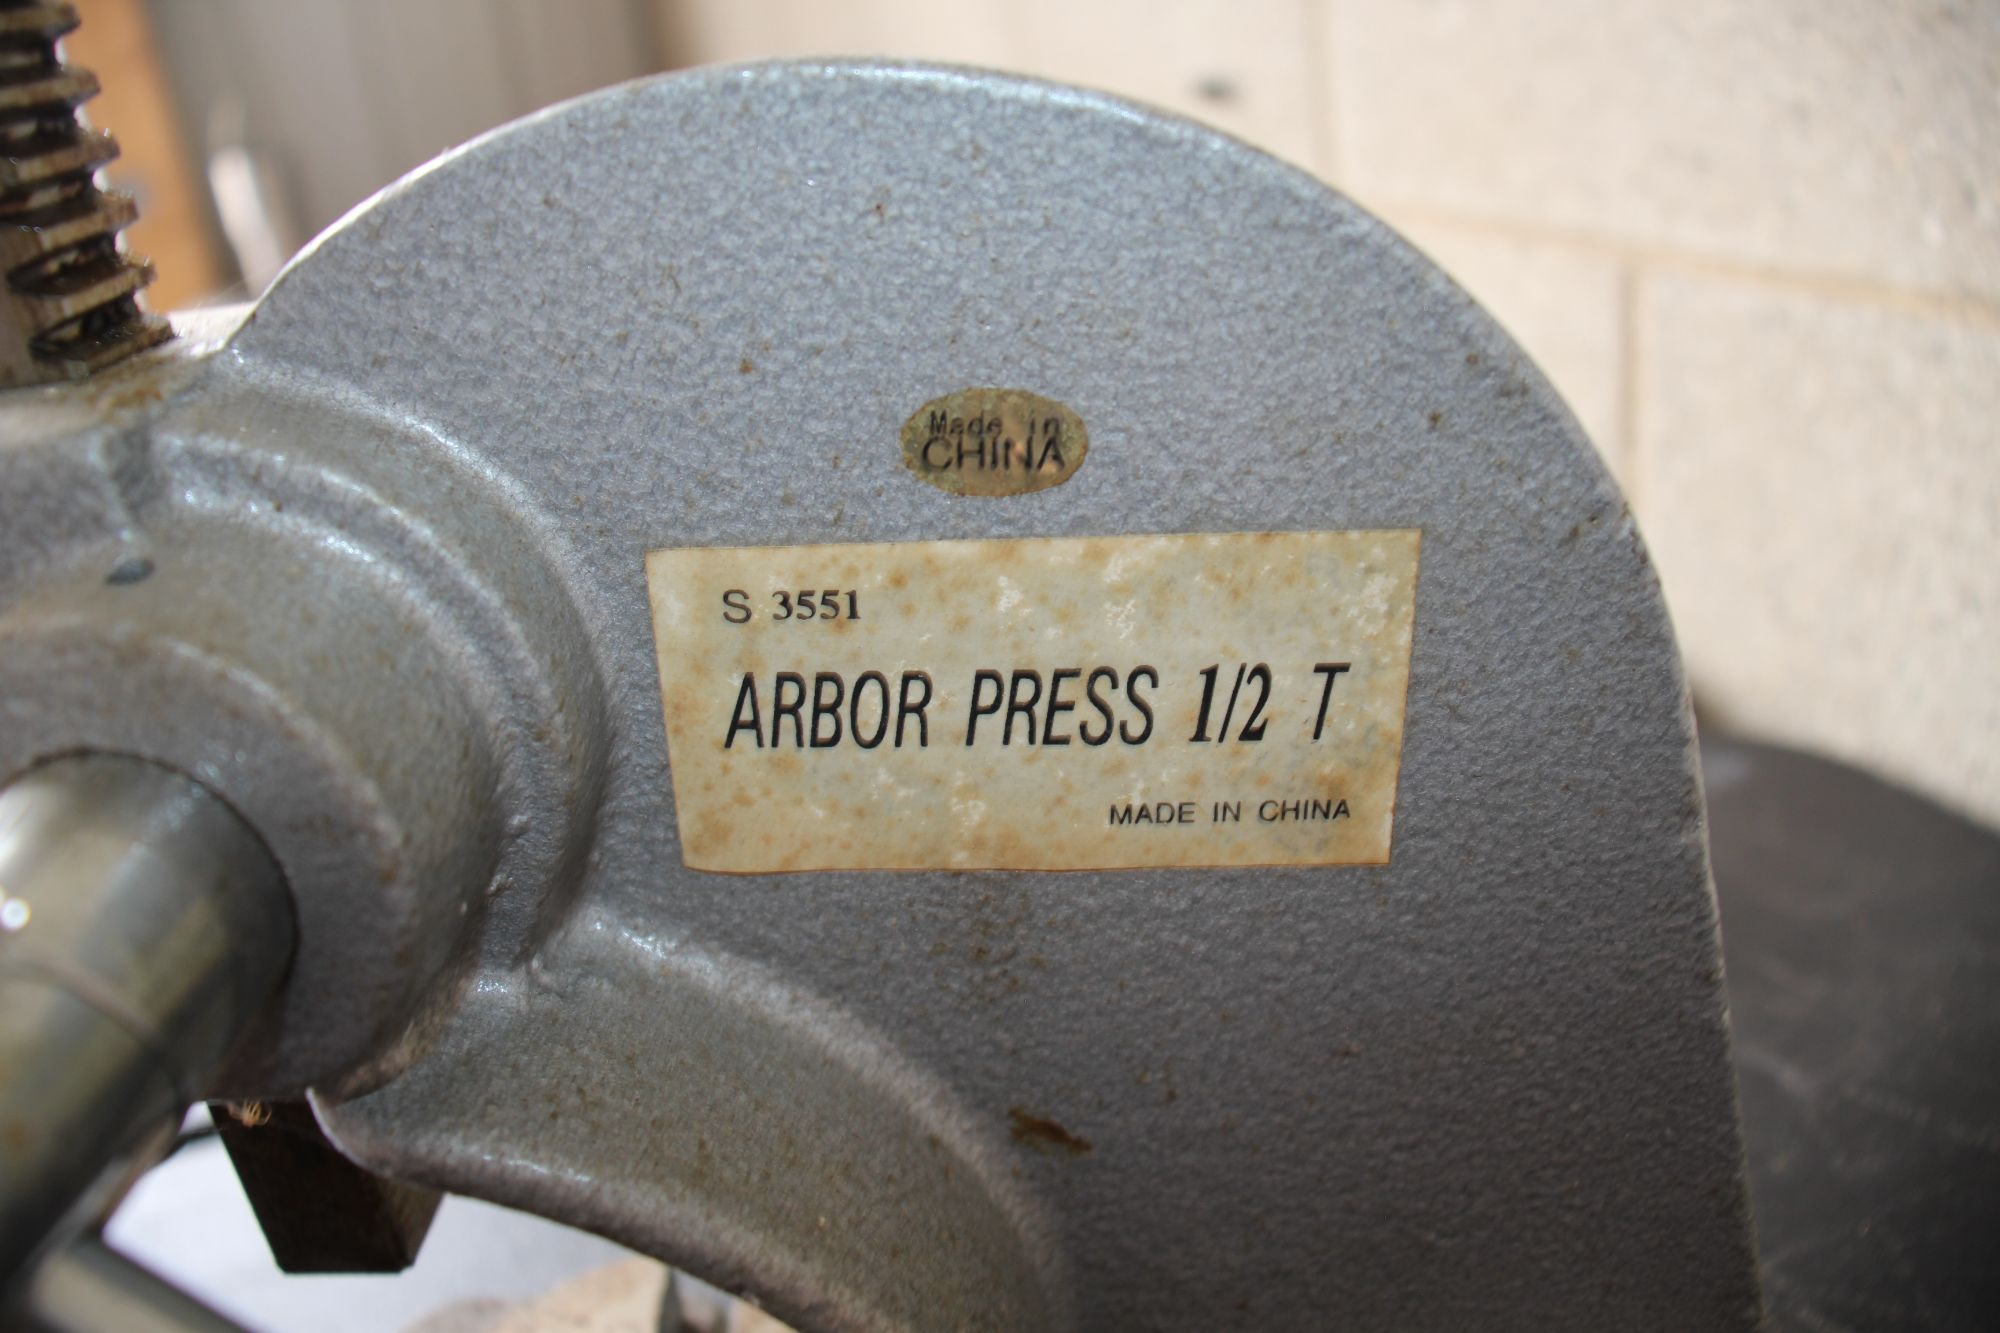 Made in
CHINA
S 3551
ARBOR PRESS 1/2 T
MADE IN CHINA